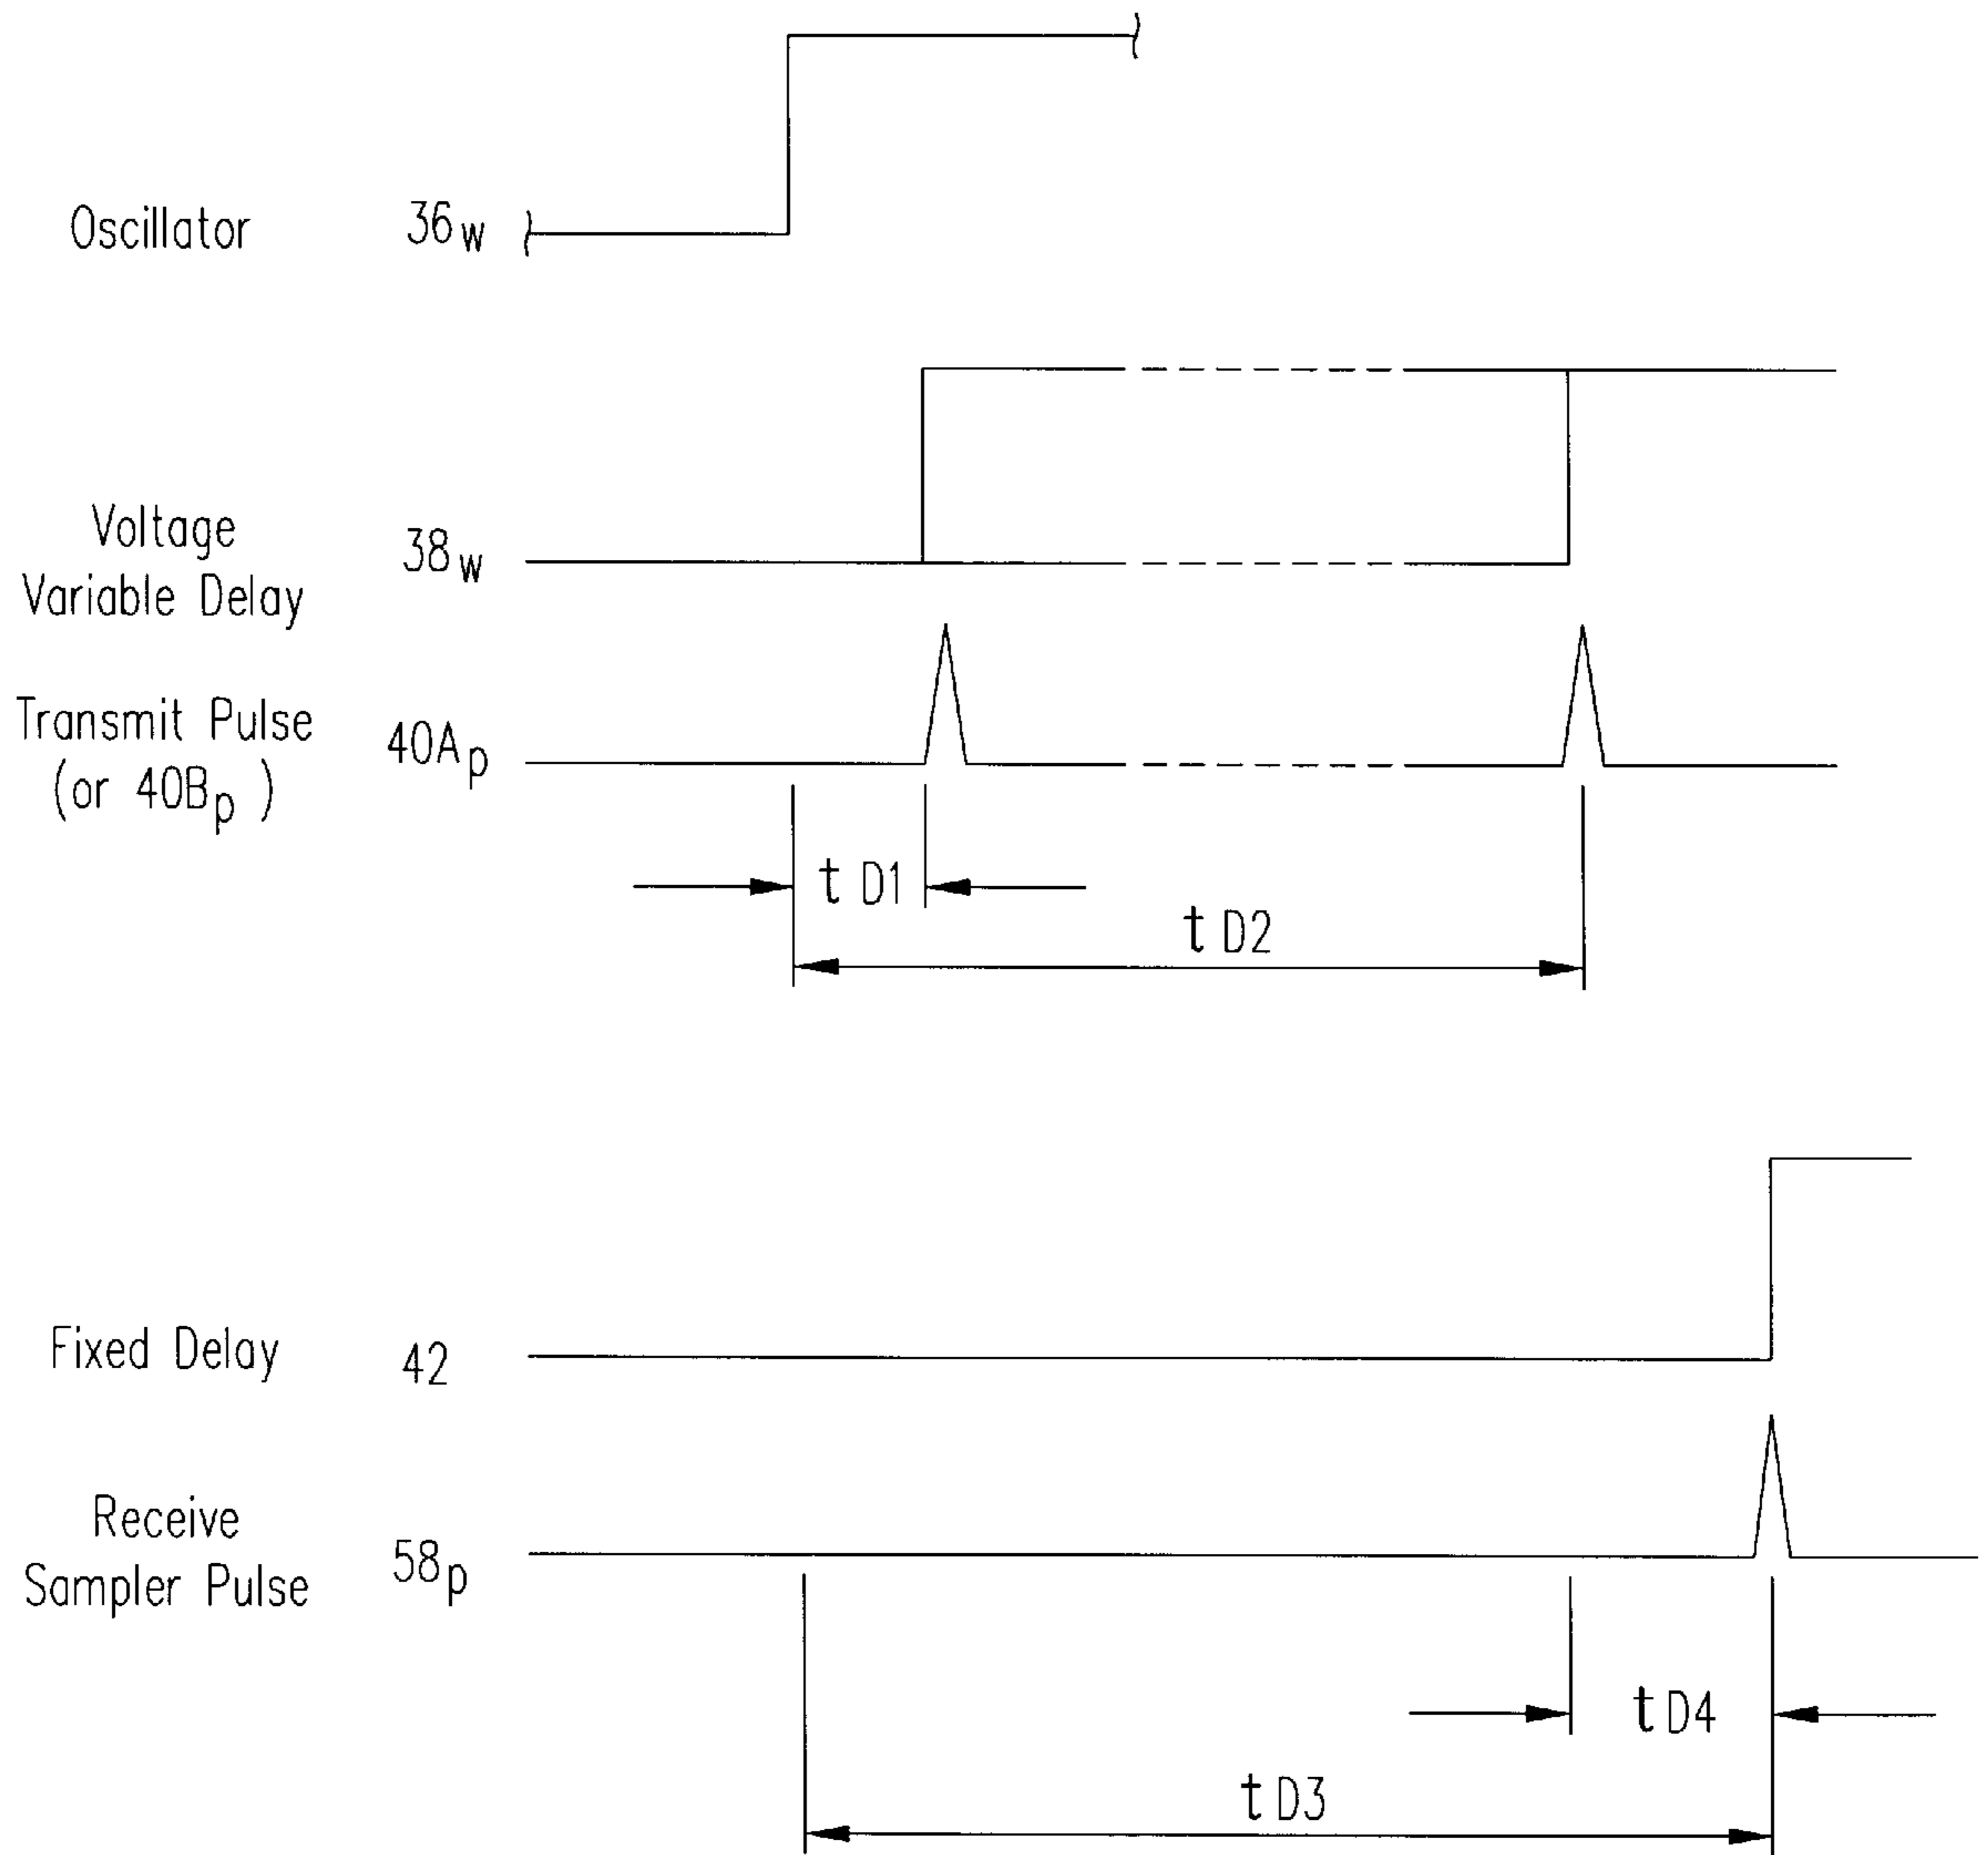 Oscillator 36w
Voltage
Variable Delay 38w
Transmit Pulse
(or 40Bp ) 40Ap
t D1
t D2
Fixed Delay 42
Receive
Sampler Pulse 58p
t D4
t D3